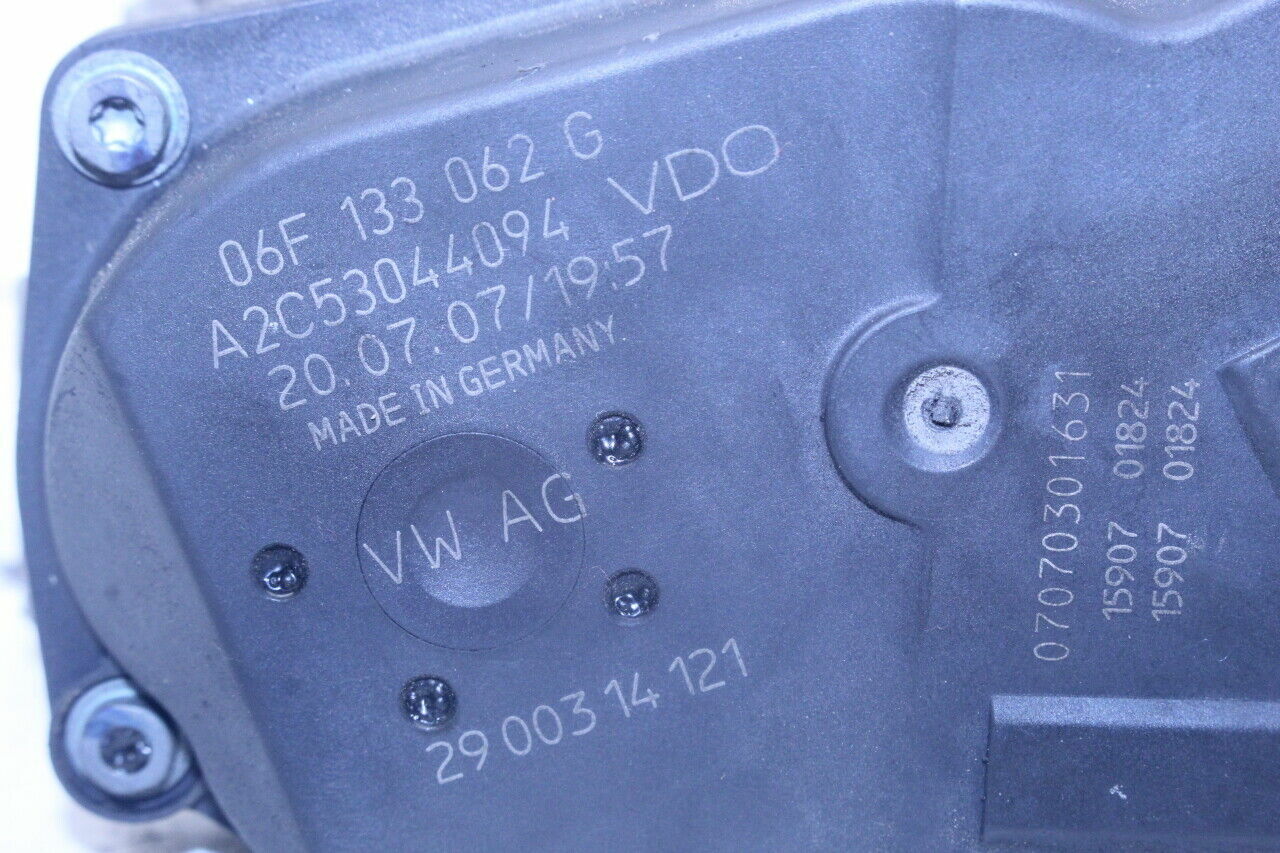 06F 133 062 G
A2C53044094 VDO
20.07.07/19:57
MADE IN GERMANY
VW AG
29 003 14 121
07070301631
15907 01824
15907 01824